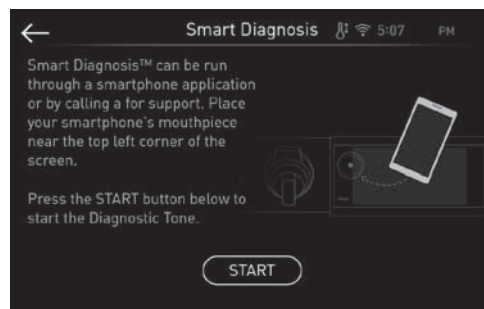 Smart Diagnosis 5:07 PM
Smart Diagnosis™ can be run
through a smartphone application
or by calling a for support. Place
your smartphone's mouthpiece
near the top left corner of the
screen.
Press the START button below to
start the Diagnostic Tone.
START